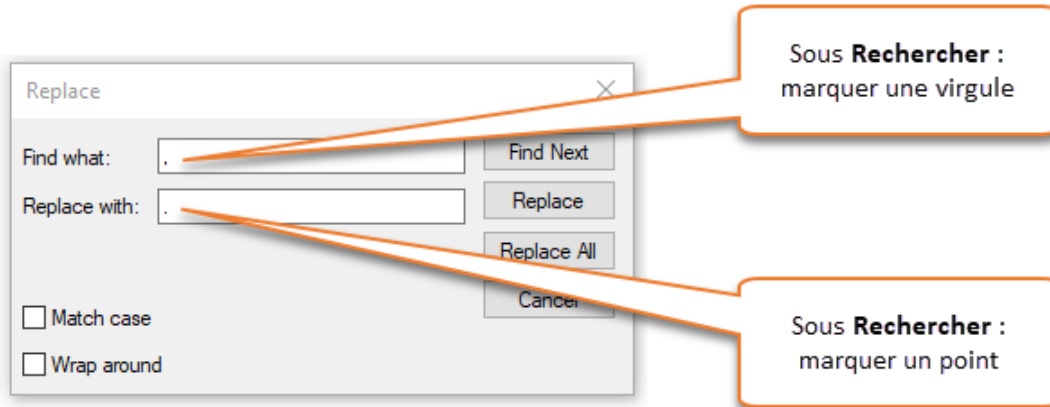 Sous Rechercher :
marquer une virgule
Replace
Find what: ,
Find Next
Replace with: .
Replace
Replace All
Cancel
Match case
Wrap around
Sous Rechercher :
marquer un point